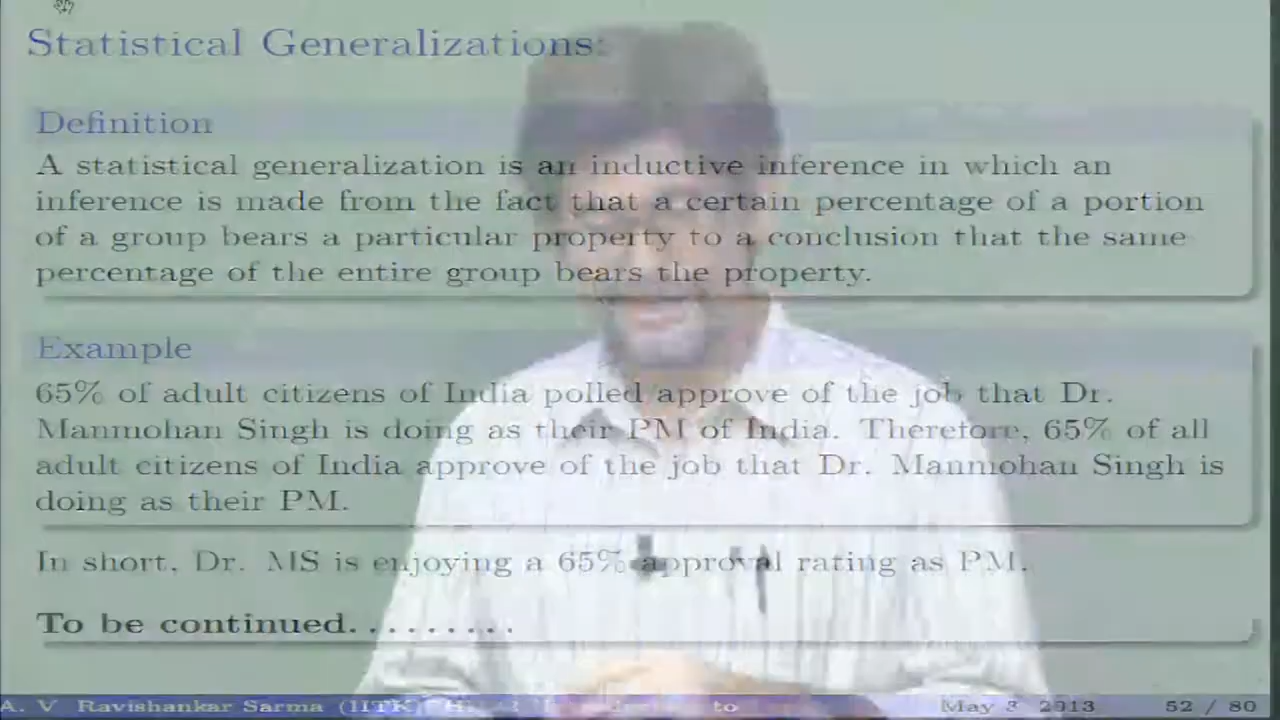 Statistical Generalizations:
Definition
A statistical generalization is an inductive inference in which an
inference is made from the fact that a certain percentage of a portion
of a group bears a particular property to a conclusion that the same
percentage of the entire group bears the property.
Example
65% of adult citizens of India polled approve of the job that Dr.
Manmohan Singh is doing as their PM of India. Therefore, 65% of all
adult citizens of India approve of the job that Dr. Manmohan Singh is
doing as their PM.
In short, Dr. MS is enjoying a 65% approval rating as PM.
To be continued. . . . . . . . .
A. V Ravishankar Sarma (IITK) to May 3 2013 52 / 80